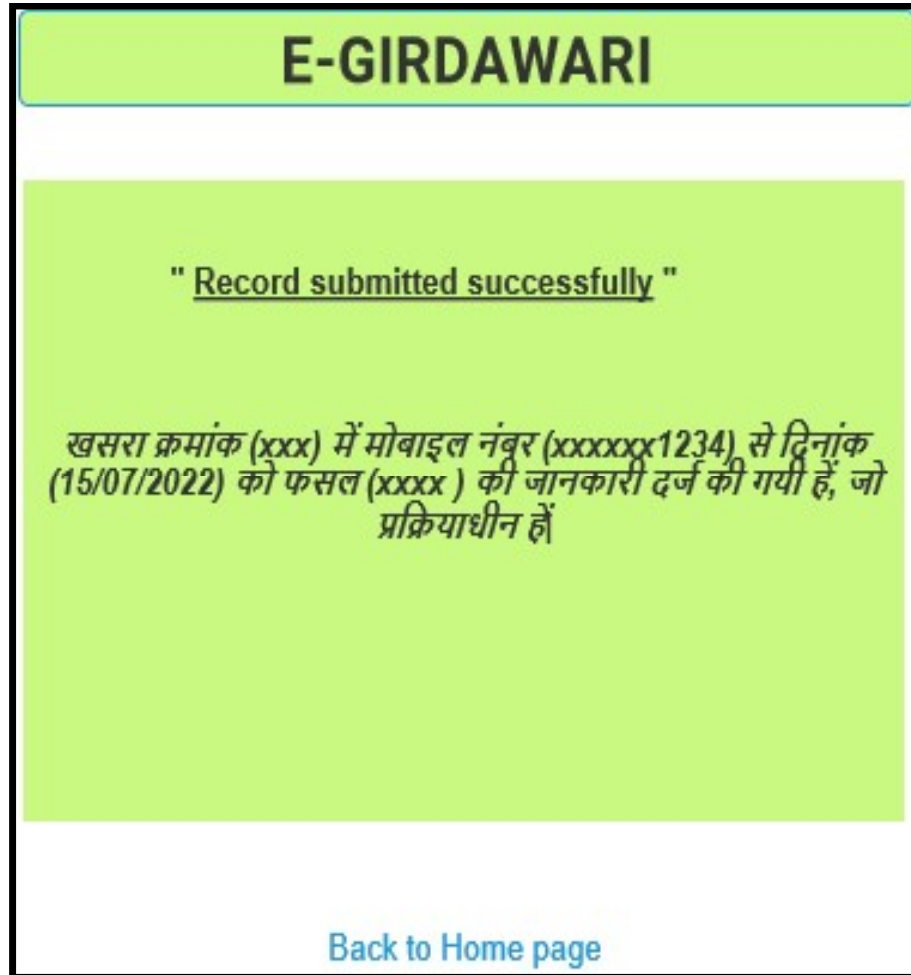 E-GIRDAWARI
" Record submitted successfully "
खसरा क्रमांक (xxx) में मोबाइल नंबर (xxxxxx1234) से दिनांक
(15/07/2022) को फसल (xxxx ) की जानकारी दर्ज की गयी हें, जो
प्रक्रियाधीन हें|
Back to Home page